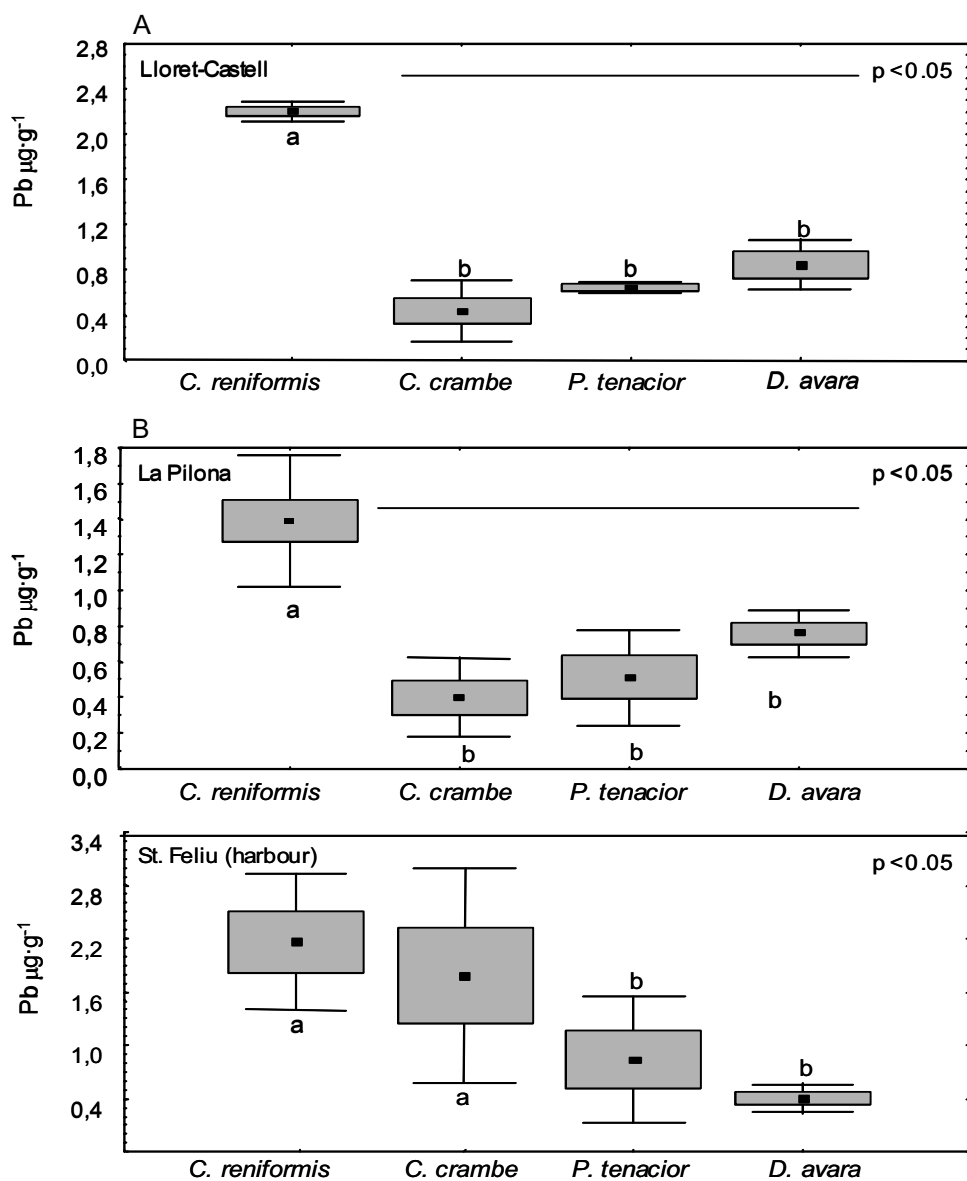 A
2,8
Lloret-Castell
p<0.05
2,4
a
2,0
Pb µg·g-1
1,6
1,2
b
b
b
0,8
0,4
0,0
C. reniformis
C. crambe
P. tenacior
D. avara
B
1,8
La Pilona
p<0.05
1,6
1,4
1,2
Pb µg·g-1
1,0
a
0,8
0,6
0,4
b
0,2
b
b
0,0
C. reniformis
C. crambe
P. tenacior
D. avara
3,4
St. Feliu (harbour)
p<0.05
2,8
2,2
Pb µg·g-1
1,6
b
a
1,0
b
a
0,4
C. reniformis
C. crambe
P. tenacior
D. avara